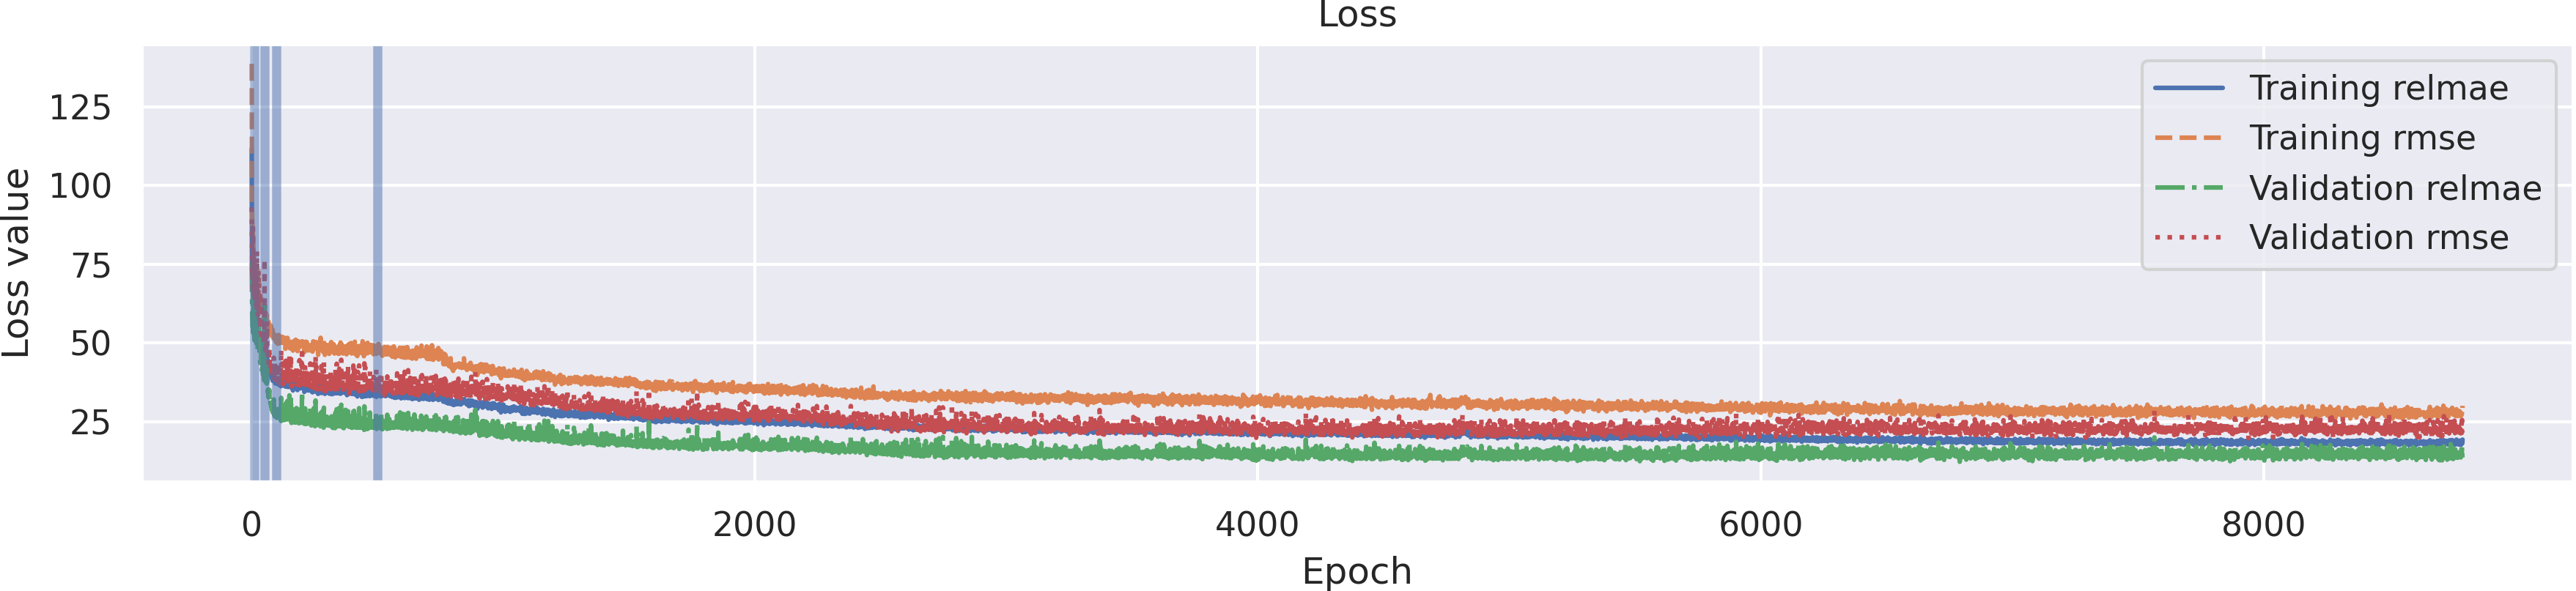 Loss
Loss value
125
100
75
50
25
0 2000 4000 6000 8000
Epoch
Training relmae
Training rmse
Validation relmae
Validation rmse